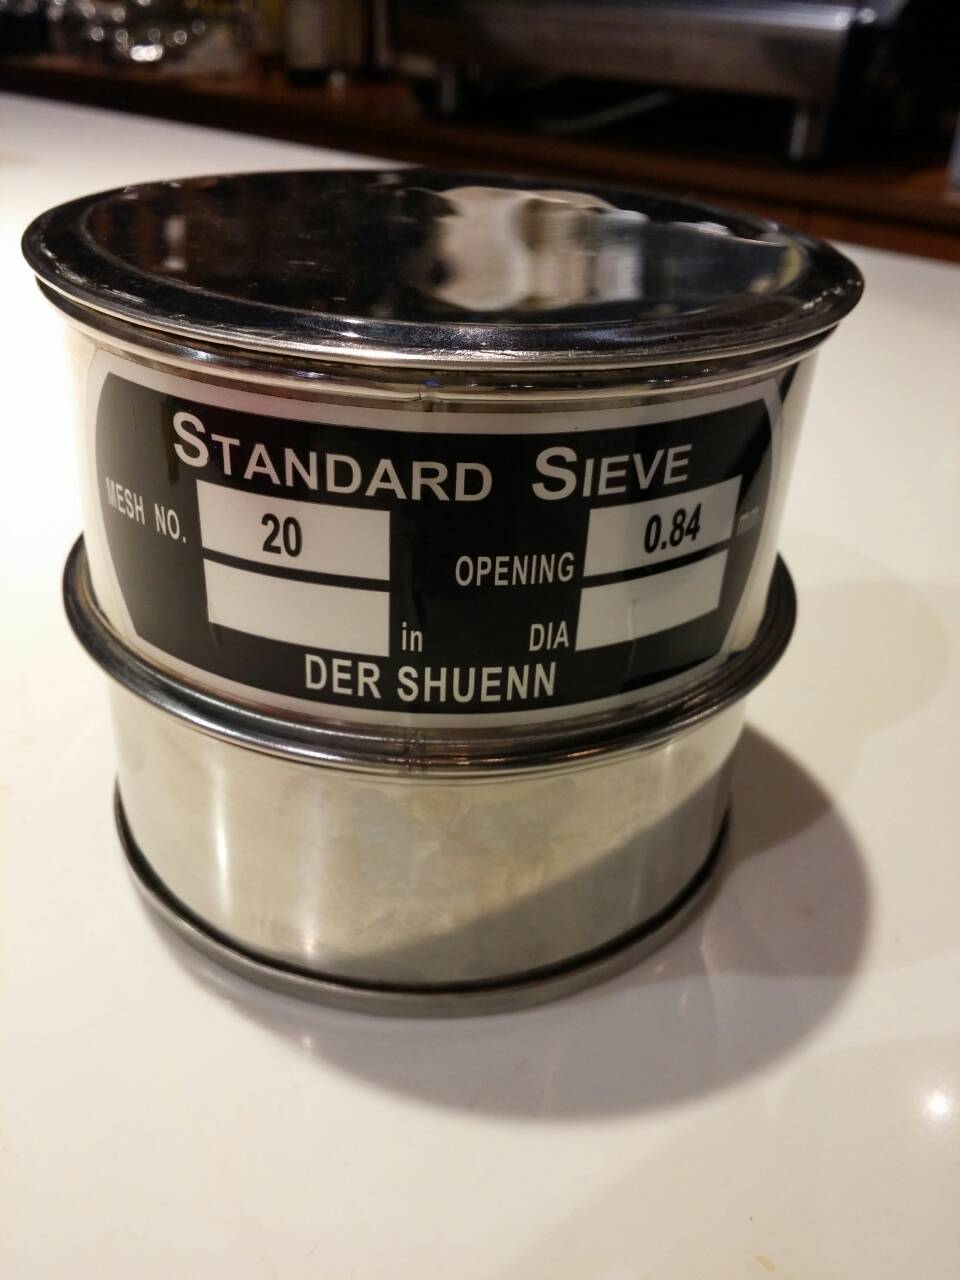 STANDARD SIEVE
MESH NO. 20
OPENING 0.84 mm
in
DIA
DER SHUENN